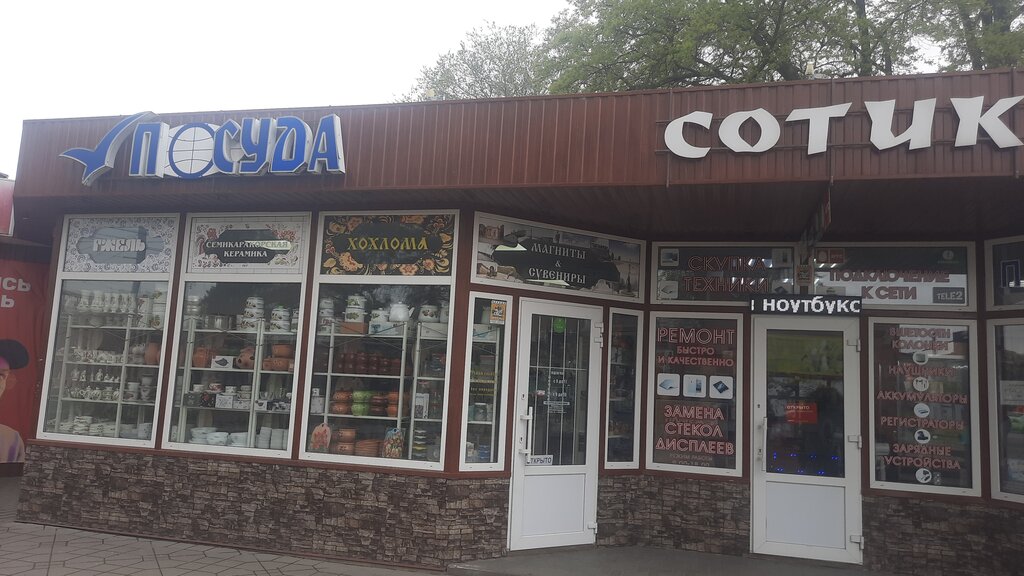 ПОСУДА
СОТИК
ГЖЕЛЬ
СЕМИКАРАКОРСКАЯ
КЕРАМИКА
ХОХЛОМА
МАГНИТЫ
&
СУВЕНИРЫ
СКУПКА
ТЕХНИКИ
ПОДКЛЮЧЕНИЕ
К СЕТИ
TELE2
НОУТБУКС
РЕМОНТ
БЫСТРО
И КАЧЕСТВЕННО
ЗАМЕНА
СТЕКОЛ
ДИСПЛЕЕВ
ОТКРЫТО
ОТКРЫТО
КОЛОНКИ
НАУШНИКИ
АККУМУЛЯТОРЫ
РЕГИСТРАТОРЫ
ЗАРЯДНЫЕ
УСТРОЙСТВА